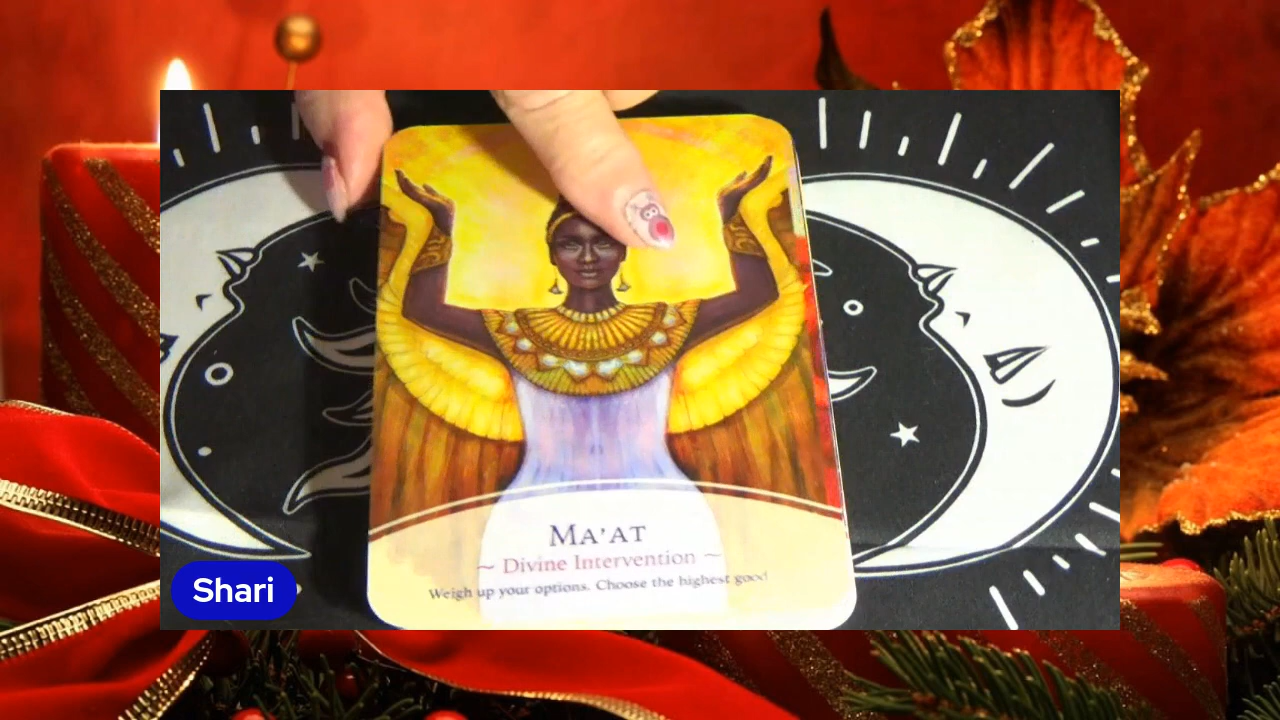 Ma'at
~ Divine Intervention ~
Weigh up your options. Choose the highest good
Shari